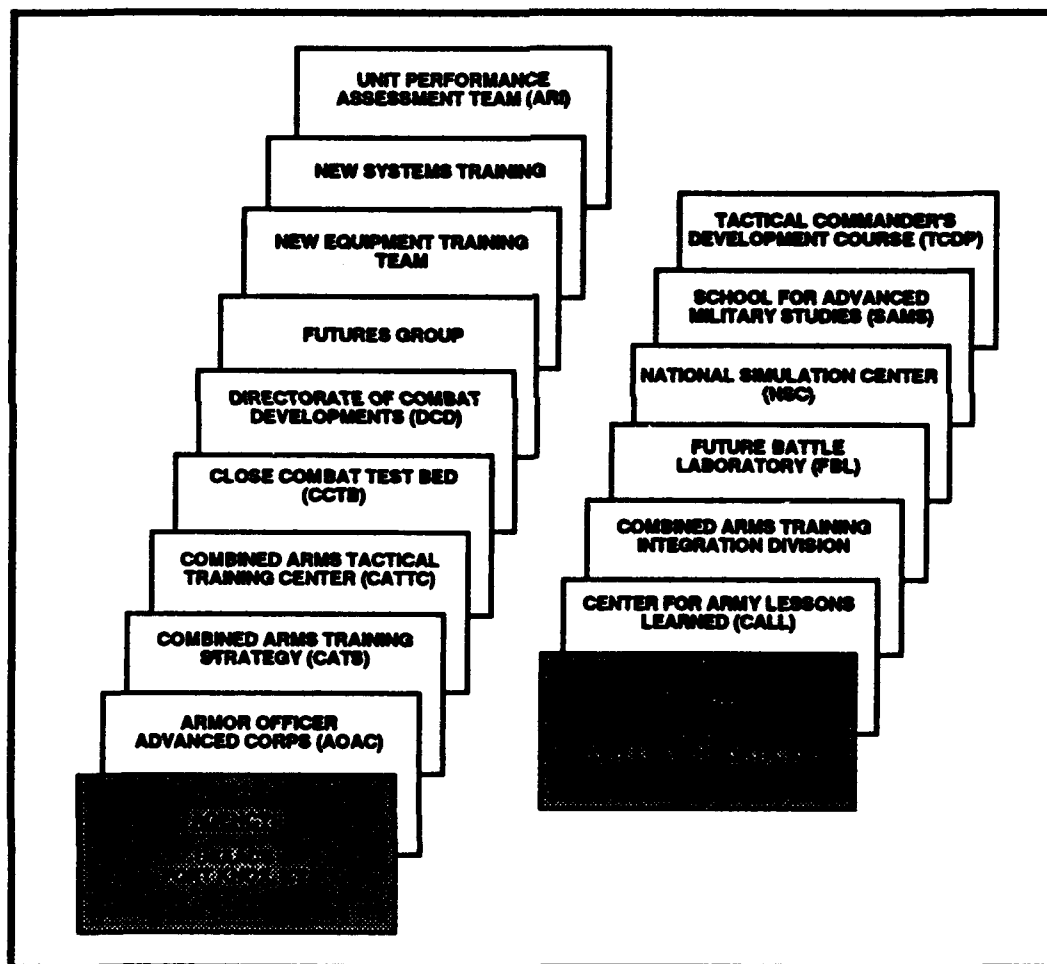 UNIT PERFORMANCE
ASSESSMENT TEAM (ARI)
NEW SYSTEMS TRAINING
NEW EQUIPMENT TRAINING
TEAM
FUTURES GROUP
DIRECTORATE OF COMBAT
DEVELOPMENTS (DCD)
CLOSE COMBAT TEST BED
(CCTB)
COMBINED ARMS TACTICAL
TRAINING CENTER (CATTC)
COMBINED ARMS TRAINING
STRATEGY (CATS)
ARMOR OFFICER
ADVANCED CORPS (AOAC)
TACTICAL COMMANDER'S
DEVELOPMENT COURSE (TCDP)
SCHOOL FOR ADVANCED
MILITARY STUDIES (SAMS)
NATIONAL SIMULATION CENTER
(NSC)
FUTURE BATTLE
LABORATORY (FBL)
COMBINED ARMS TRAINING
INTEGRATION DIVISION
CENTER FOR ARMY LESSONS
LEARNED (CALL)